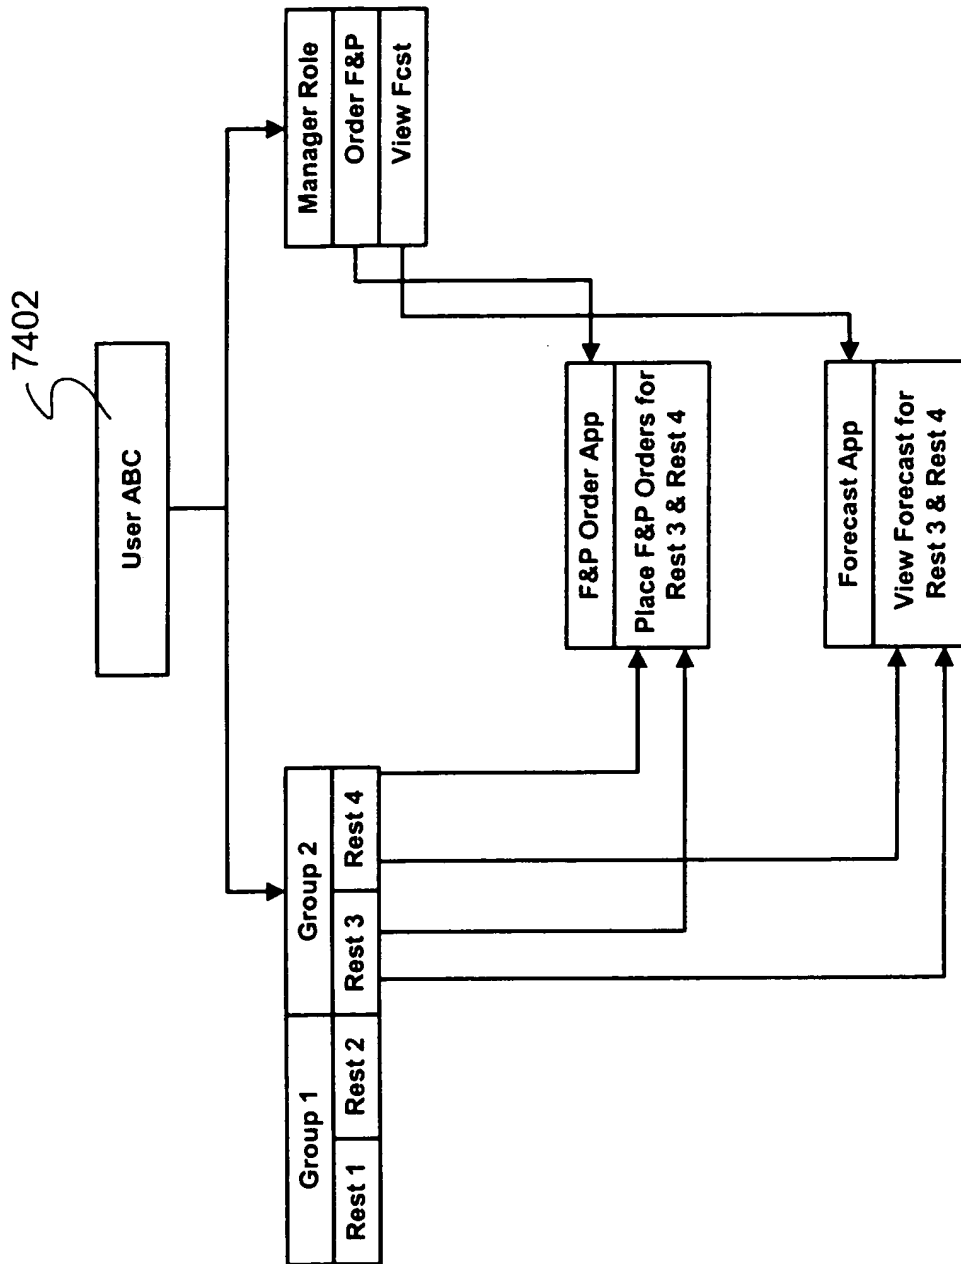 7402
User ABC
Group 1
Group 2
Rest 1
Rest 2
Rest 3
Rest 4
Manager Role
Order F&P
View Fcst
F&P Order App
Place F&P Orders for
Rest 3 & Rest 4
Forecast App
View Forecast for
Rest 3 & Rest 4